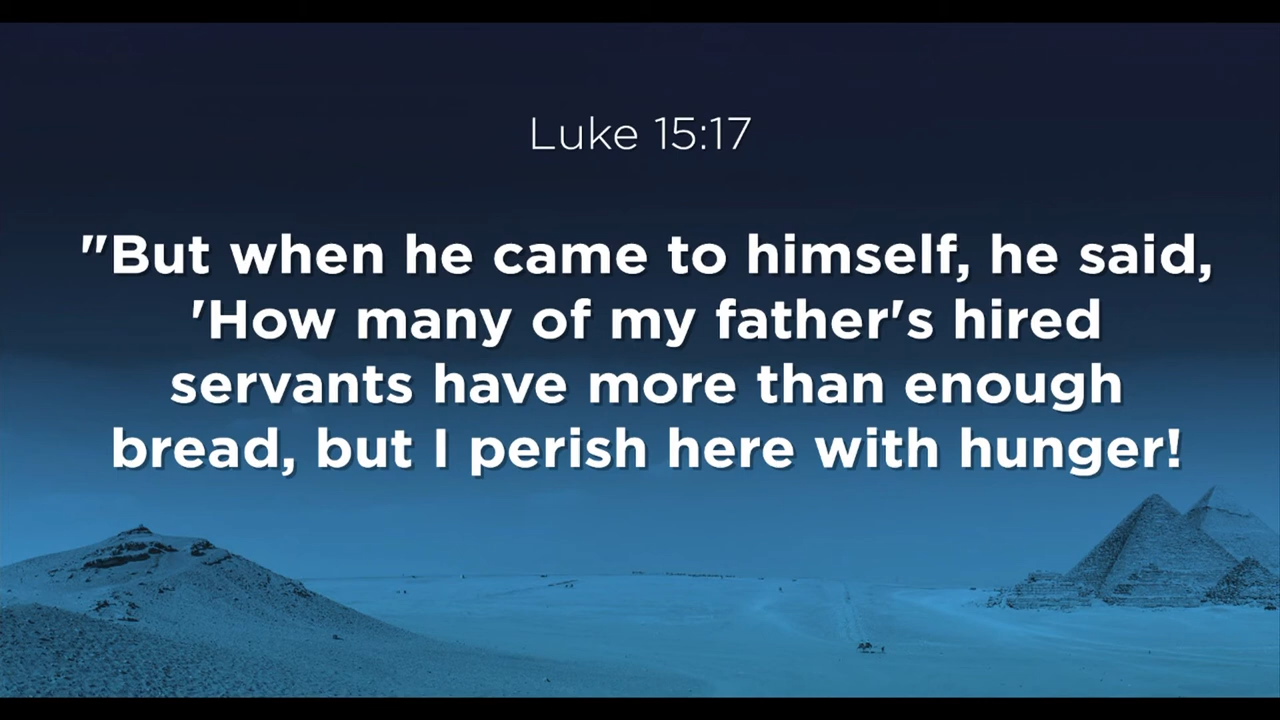 Luke 15:17
"But when he came to himself, he said,
'How many of my father's hired
servants have more than enough
bread, but I perish here with hunger!